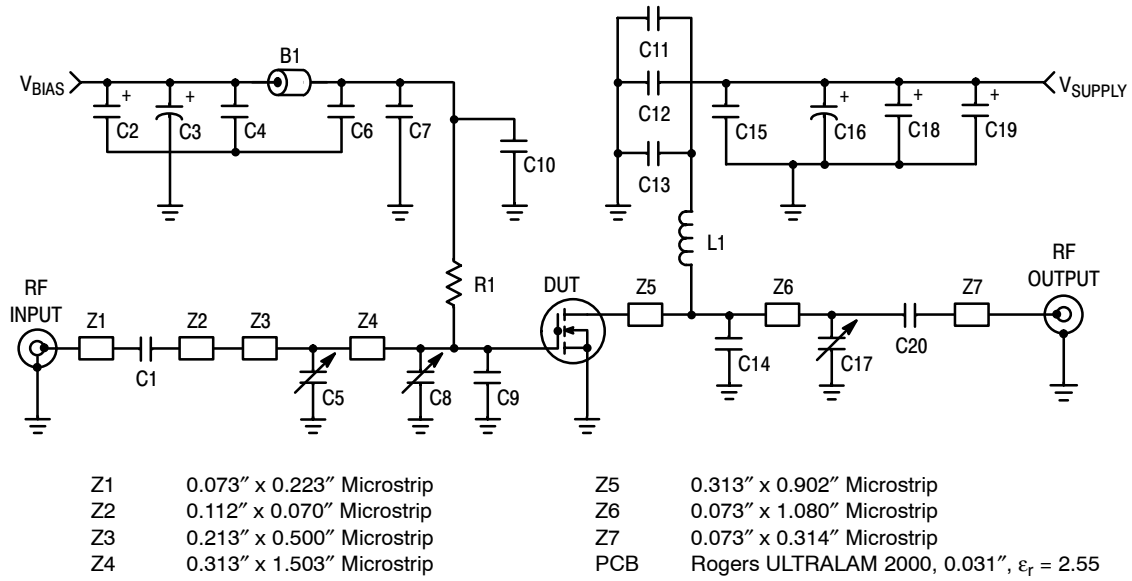 B1
C11
V_BIAS
+
+
C12
V_SUPPLY
+
+
+
C2
C3
C4
C6
C7
C15
C16
C18
C19
C10
C13
L1
RF
INPUT
R1
DUT
RF
OUTPUT
Z1
Z2
Z3
Z4
Z5
Z6
Z7
C1
C5
C8
C9
C14
C17
C20
Z1 0.073″ x 0.223″ Microstrip
Z2 0.112″ x 0.070″ Microstrip
Z3 0.213″ x 0.500″ Microstrip
Z4 0.313″ x 1.503″ Microstrip
Z5 0.313″ x 0.902″ Microstrip
Z6 0.073″ x 1.080″ Microstrip
Z7 0.073″ x 0.314″ Microstrip
PCB Rogers ULTRALAM 2000, 0.031″, εr = 2.55